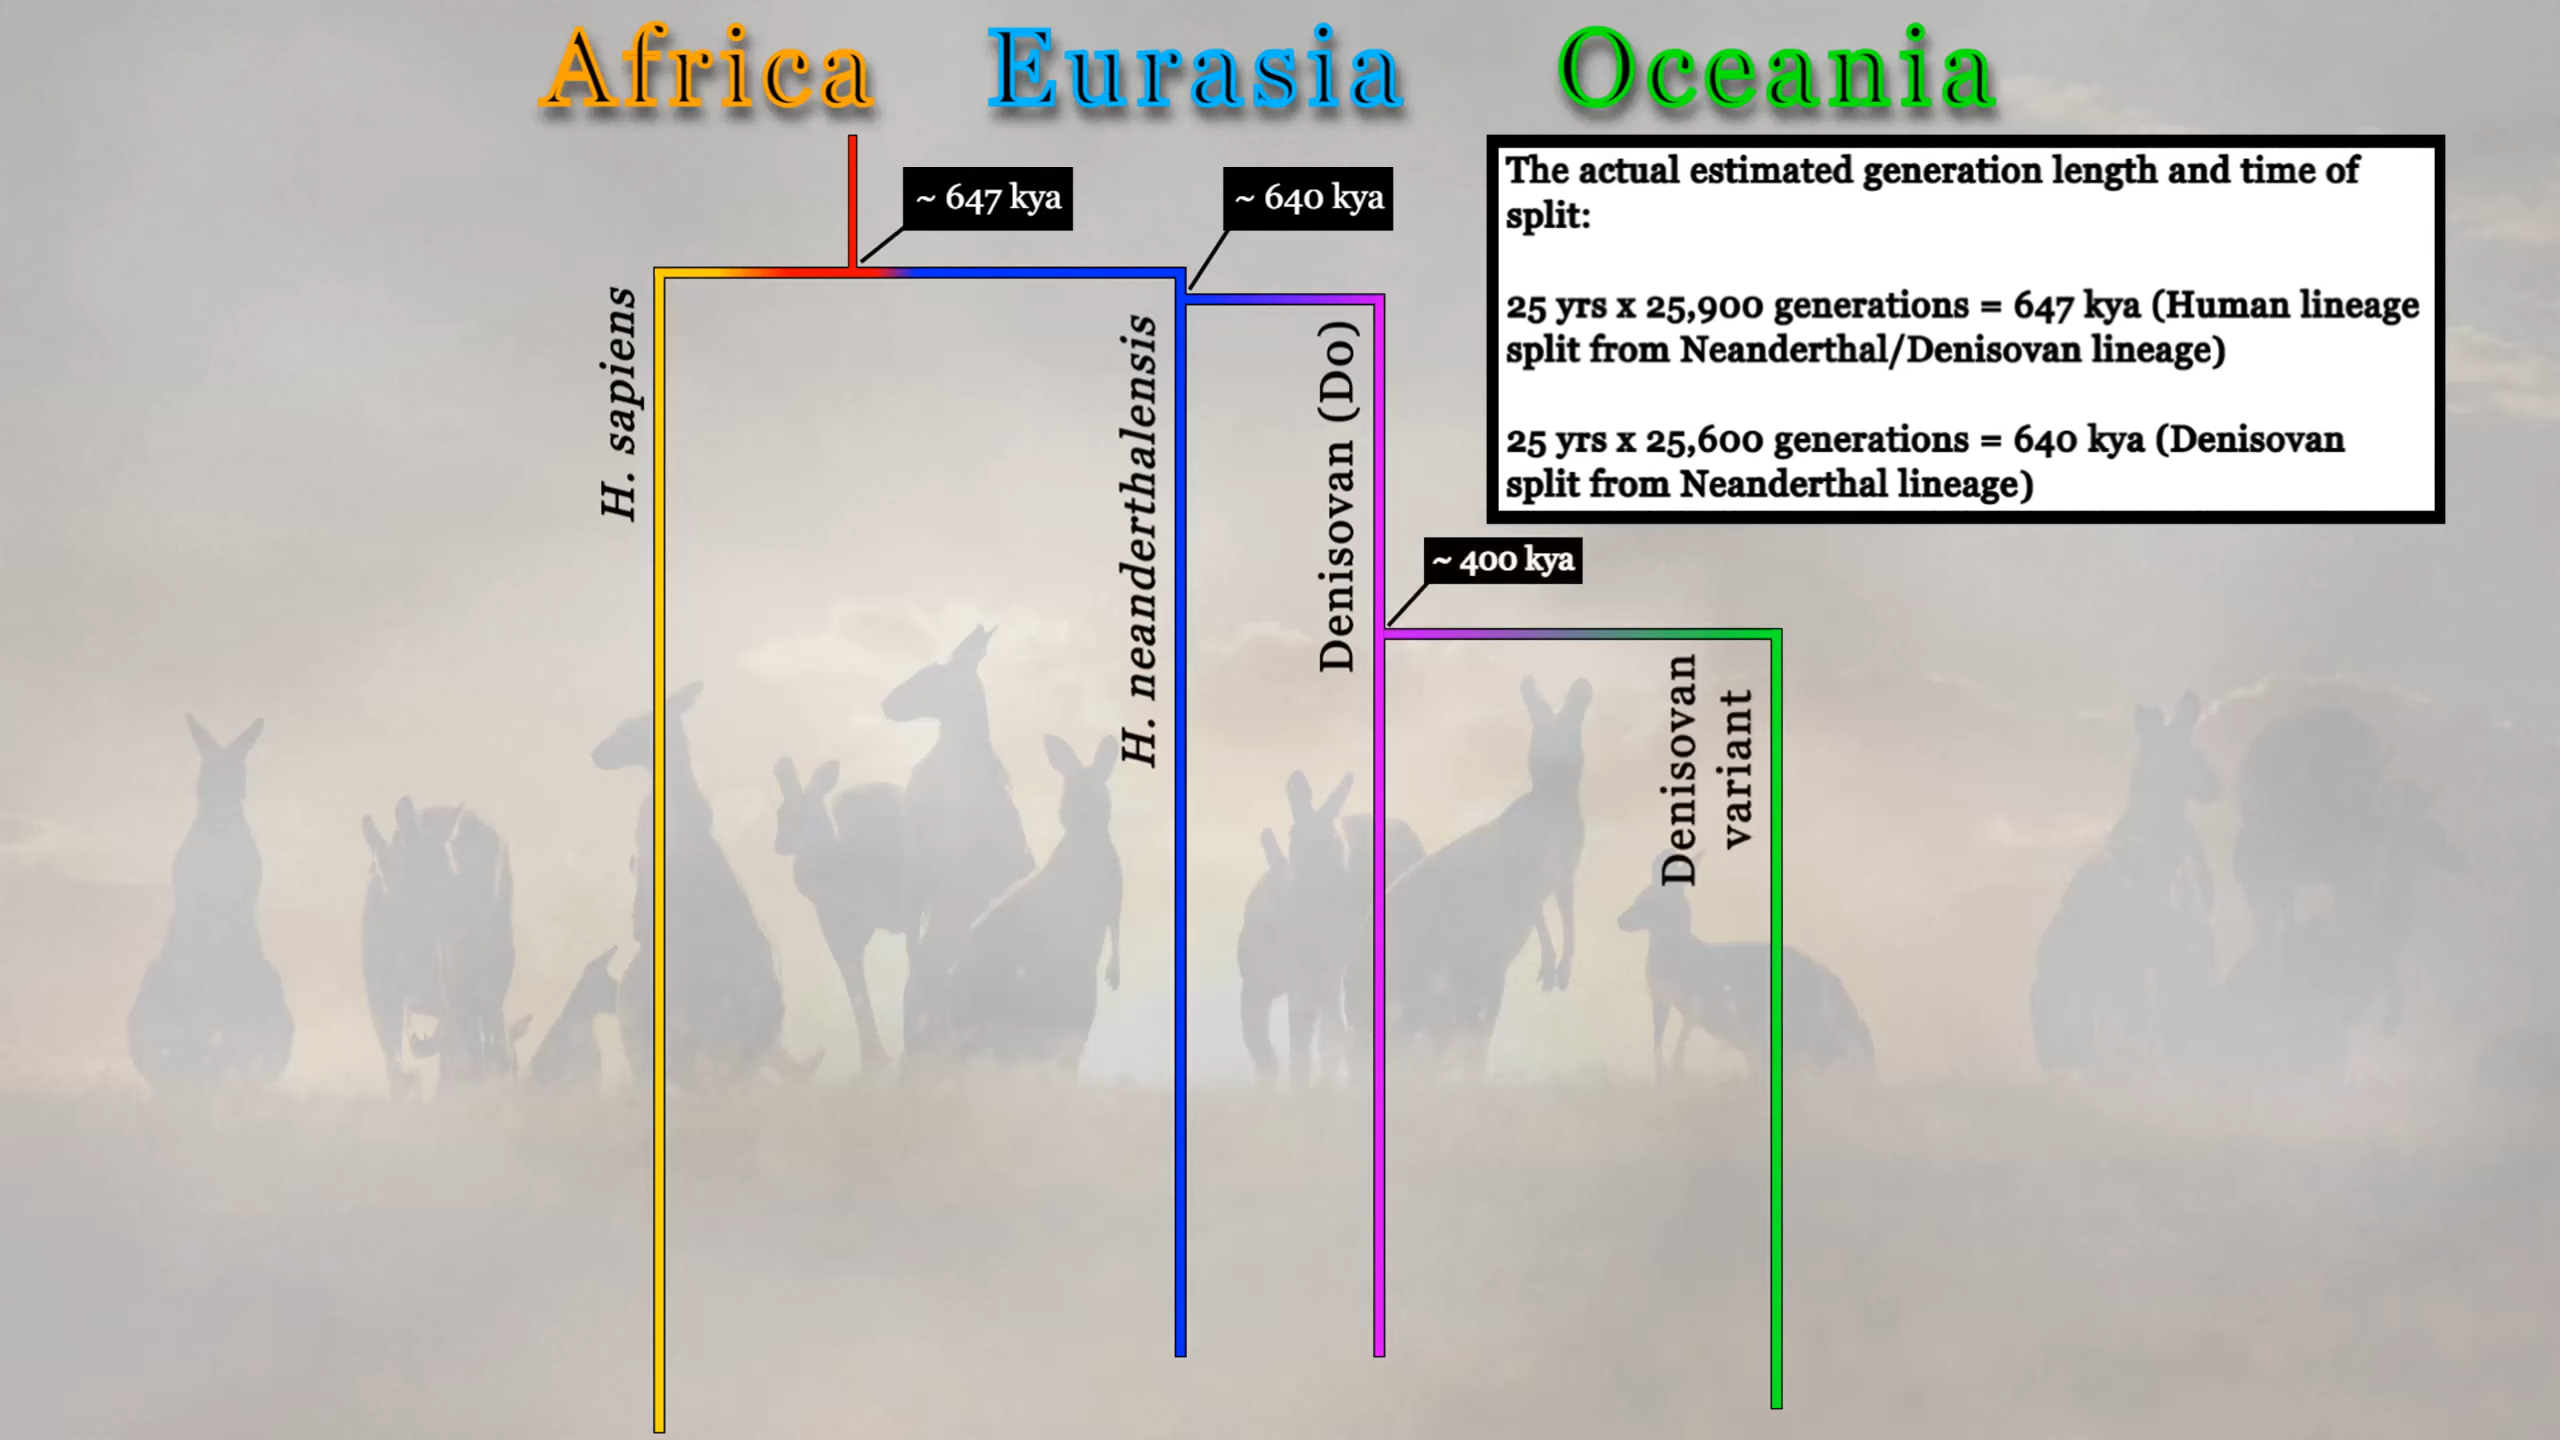 Africa Eurasia Oceania
~ 647 kya
~ 640 kya
The actual estimated generation length and time of
split:
25 yrs x 25,900 generations = 647 kya (Human lineage
split from Neanderthal/Denisovan lineage)
25 yrs x 25,600 generations = 640 kya (Denisovan
split from Neanderthal lineage)
H. sapiens
H. neanderthalensis
Denisovan (D0)
~ 400 kya
Denisovan
variant